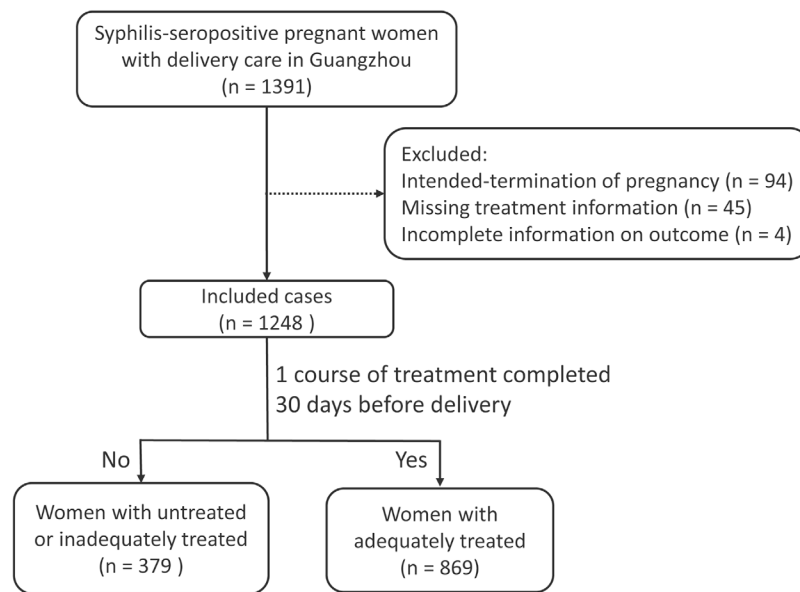 Syphilis-seropositive pregnant women
with delivery care in Guangzhou
(n = 1391)
Excluded:
Intended-termination of pregnancy (n = 94)
Missing treatment information (n = 45)
Incomplete information on outcome (n = 4)
Included cases
(n = 1248 )
1 course of treatment completed
30 days before delivery
No
Yes
Women with untreated
or inadequately treated
(n = 379 )
Women with
adequately treated
(n = 869)